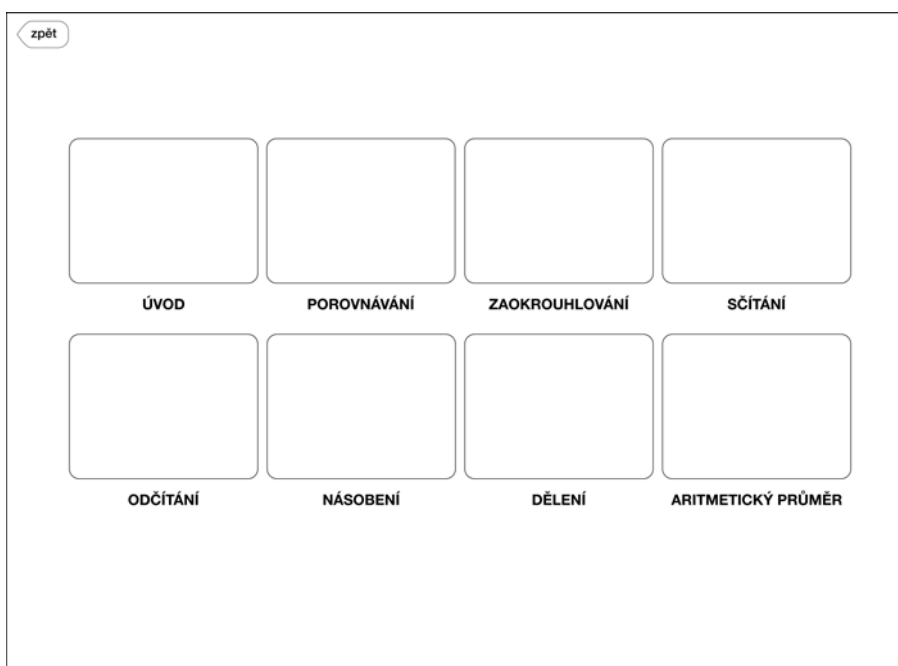 zpět
ÚVOD POROVNÁVÁNÍ ZAOKROUHLOVÁNÍ SČÍTÁNÍ
ODČÍTÁNÍ NÁSOBENÍ DĚLENÍ ARITMETICKÝ PRŮMĚR